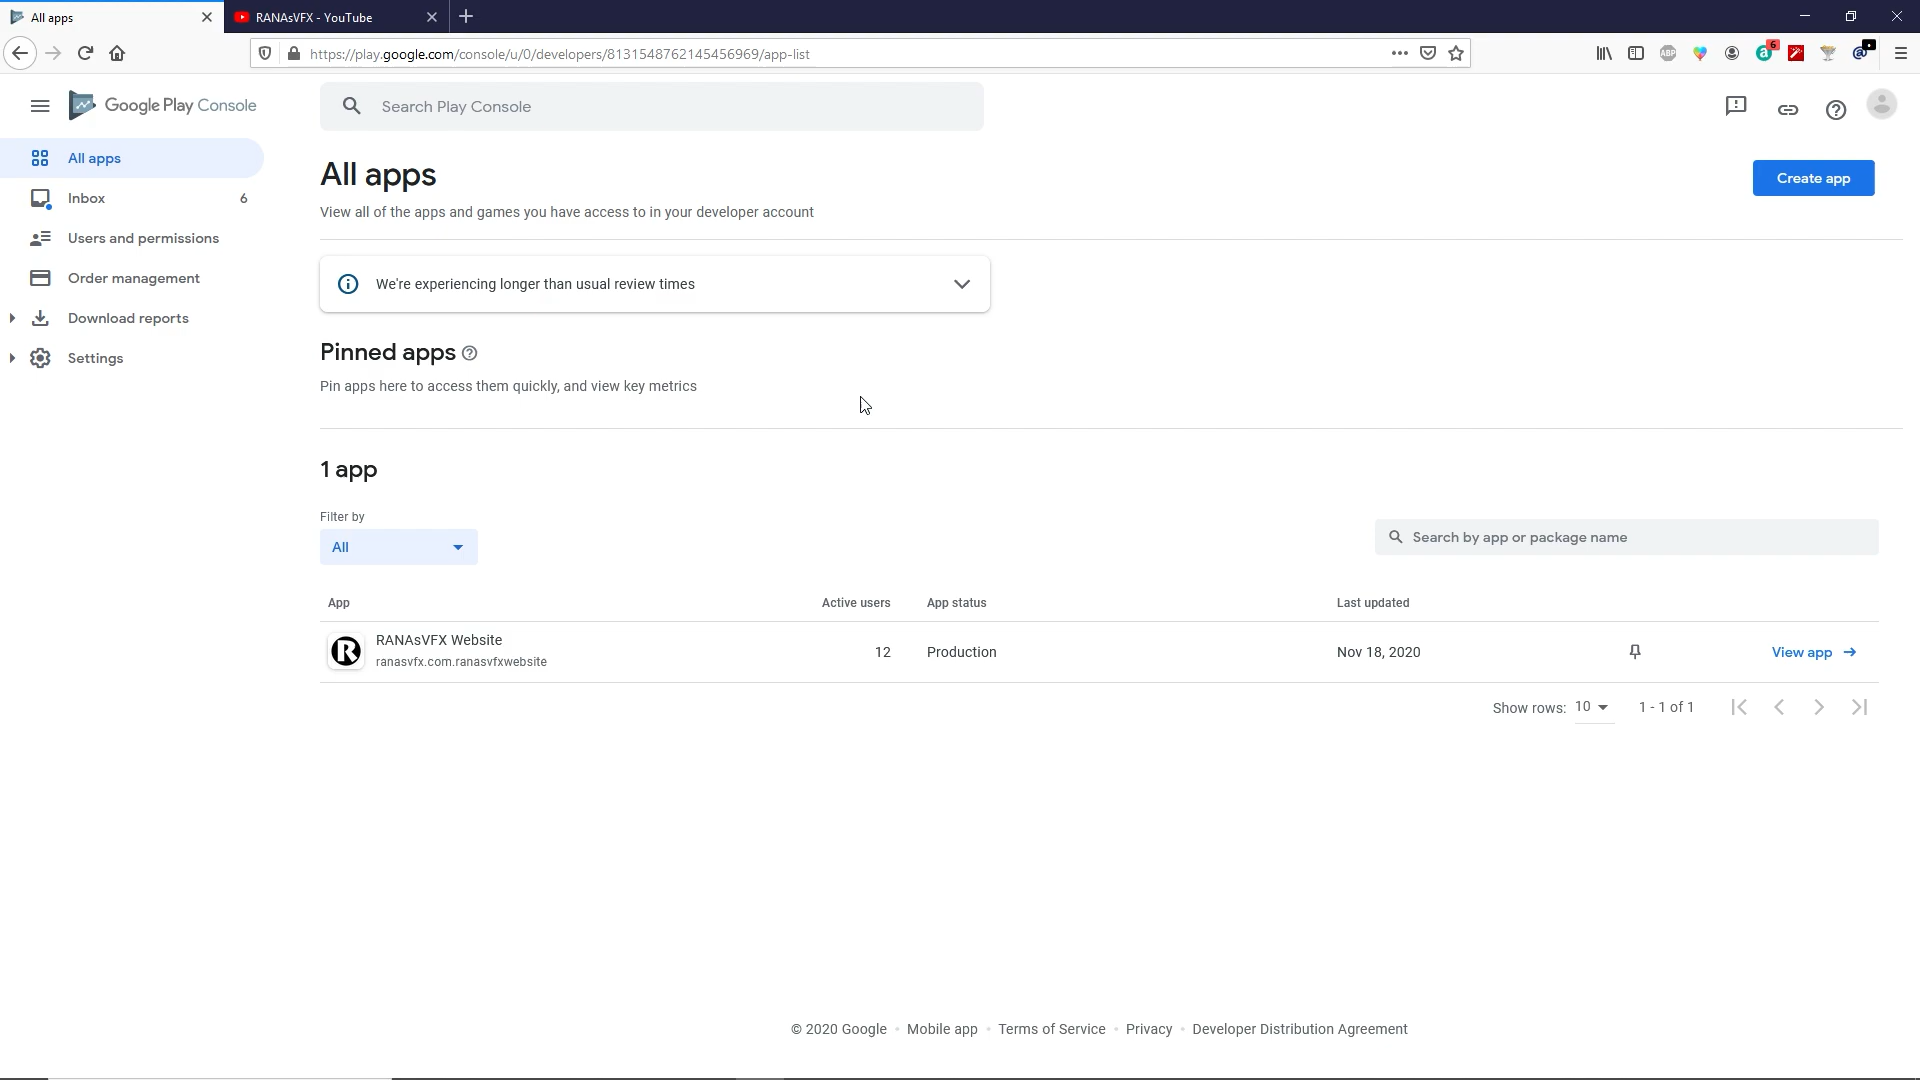 All apps
RANAsVFX - YouTube
https://play.google.com/console/u/0/developers/8131548762145456969/app-list
ABP
6
Google Play Console
Search Play Console
All apps
Inbox 6
Users and permissions
Order management
Download reports
Settings
All apps
Create app
View all of the apps and games you have access to in your developer account
We're experiencing longer than usual review times
Pinned apps
Pin apps here to access them quickly, and view key metrics
1 app
Filter by
All
Search by app or package name
App Active users App status Last updated
R
RANAsVFX Website
ranasvfx.com.ranasvfxwebsite
12 Production Nov 18, 2020 View app
Show rows: 10 1 - 1 of 1
© 2020 Google • Mobile app • Terms of Service • Privacy • Developer Distribution Agreement